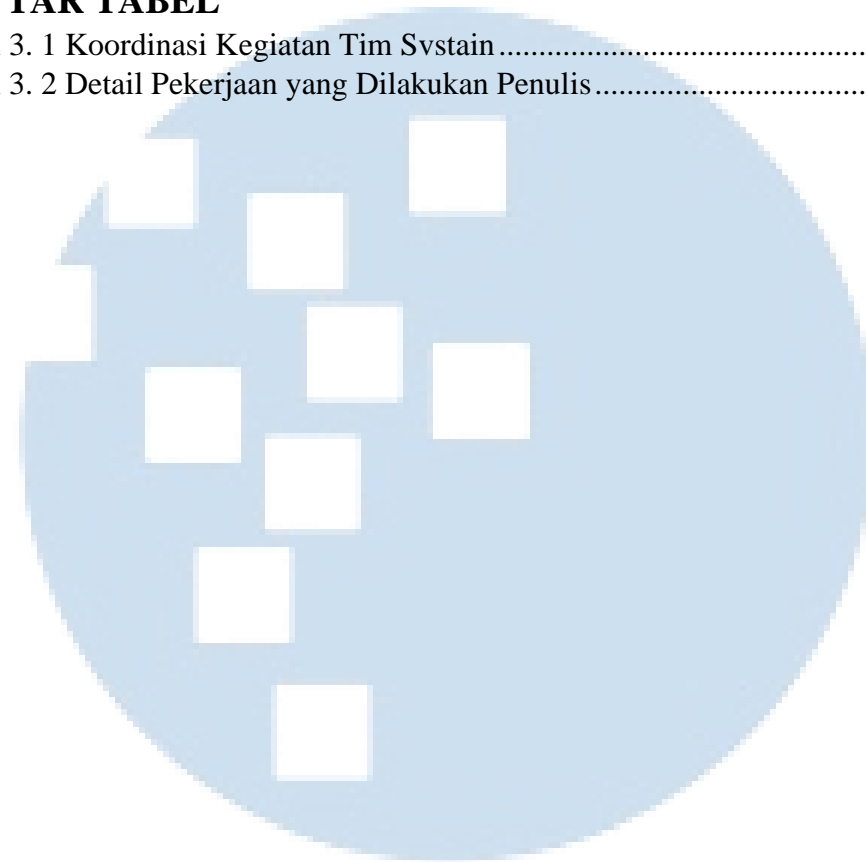 TAR TABEL
3. 1 Koordinasi Kegiatan Tim Svstain.............................................
3. 2 Detail Pekerjaan yang Dilakukan Penulis..................................